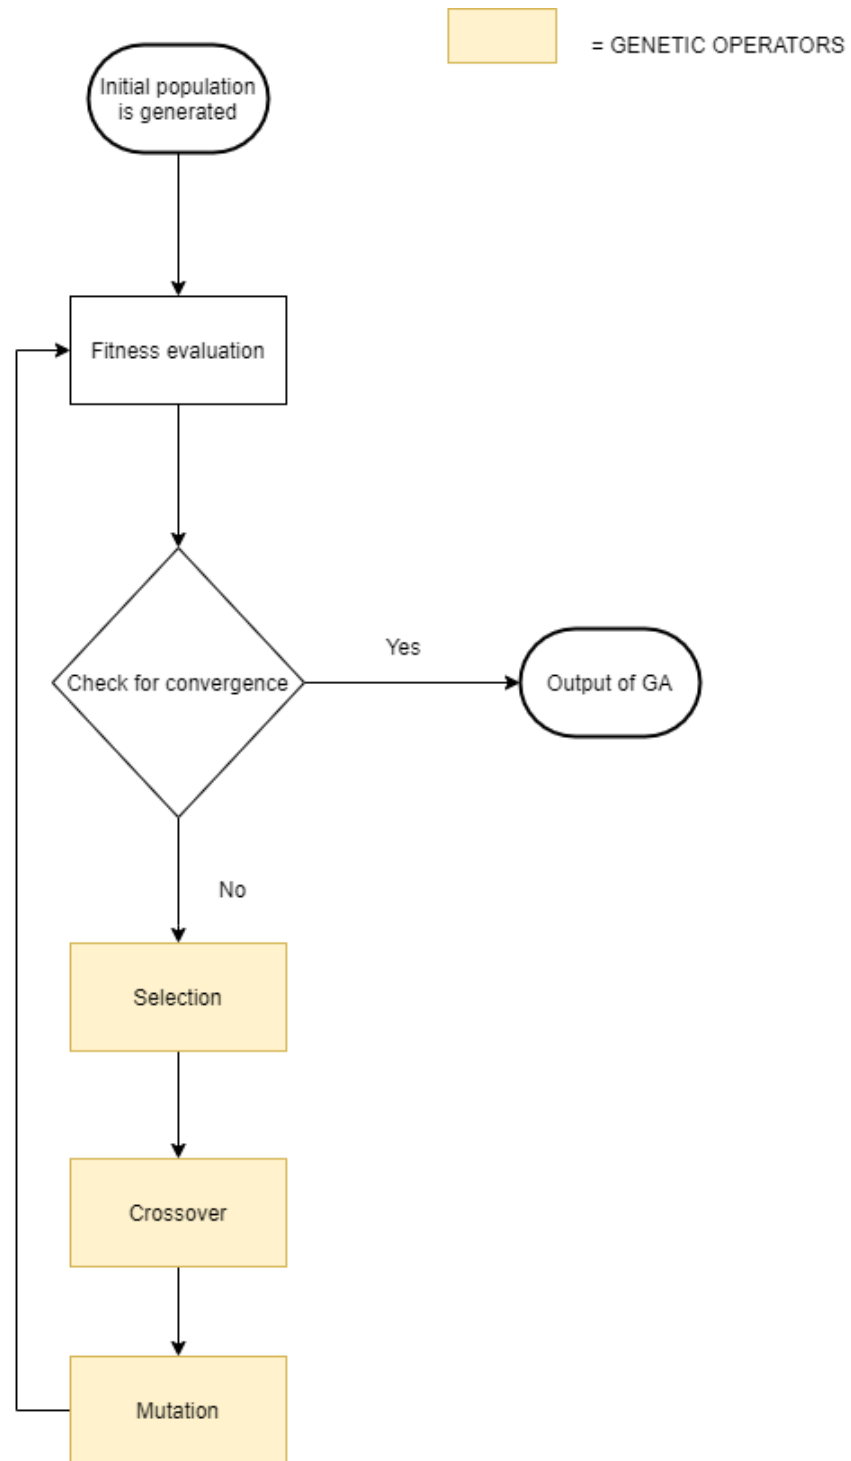 = GENETIC OPERATORS
Initial population
is generated
Fitness evaluation
Check for convergence
Yes
Output of GA
No
Selection
Crossover
Mutation